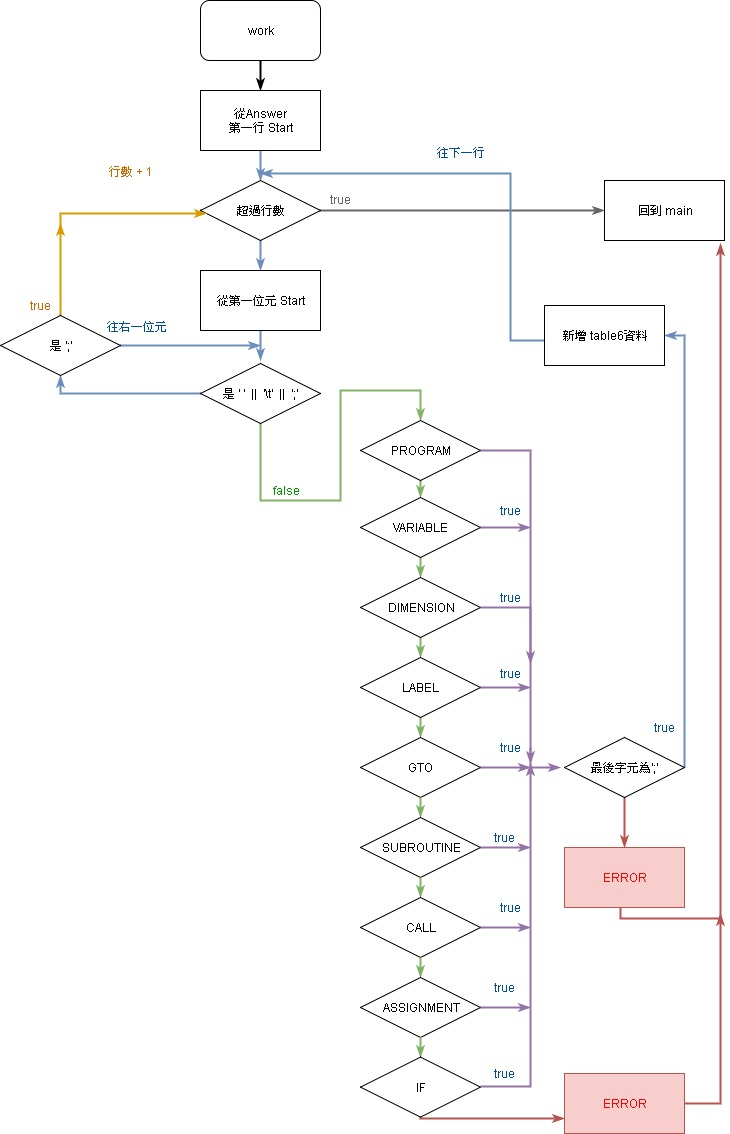 work
從Answer
第一行 Start
行數 + 1
往下一行
超過行數
true
回到 main
從第一位元 Start
true
往右一位元
新增 table6資料
是 ';'
是 ' ' || '\t' || ';'
false
PROGRAM
true
VARIABLE
true
DIMENSION
true
LABEL
true
true
GTO
最後字元為';'
true
SUBROUTINE
ERROR
true
CALL
true
ASSIGNMENT
true
IF
ERROR